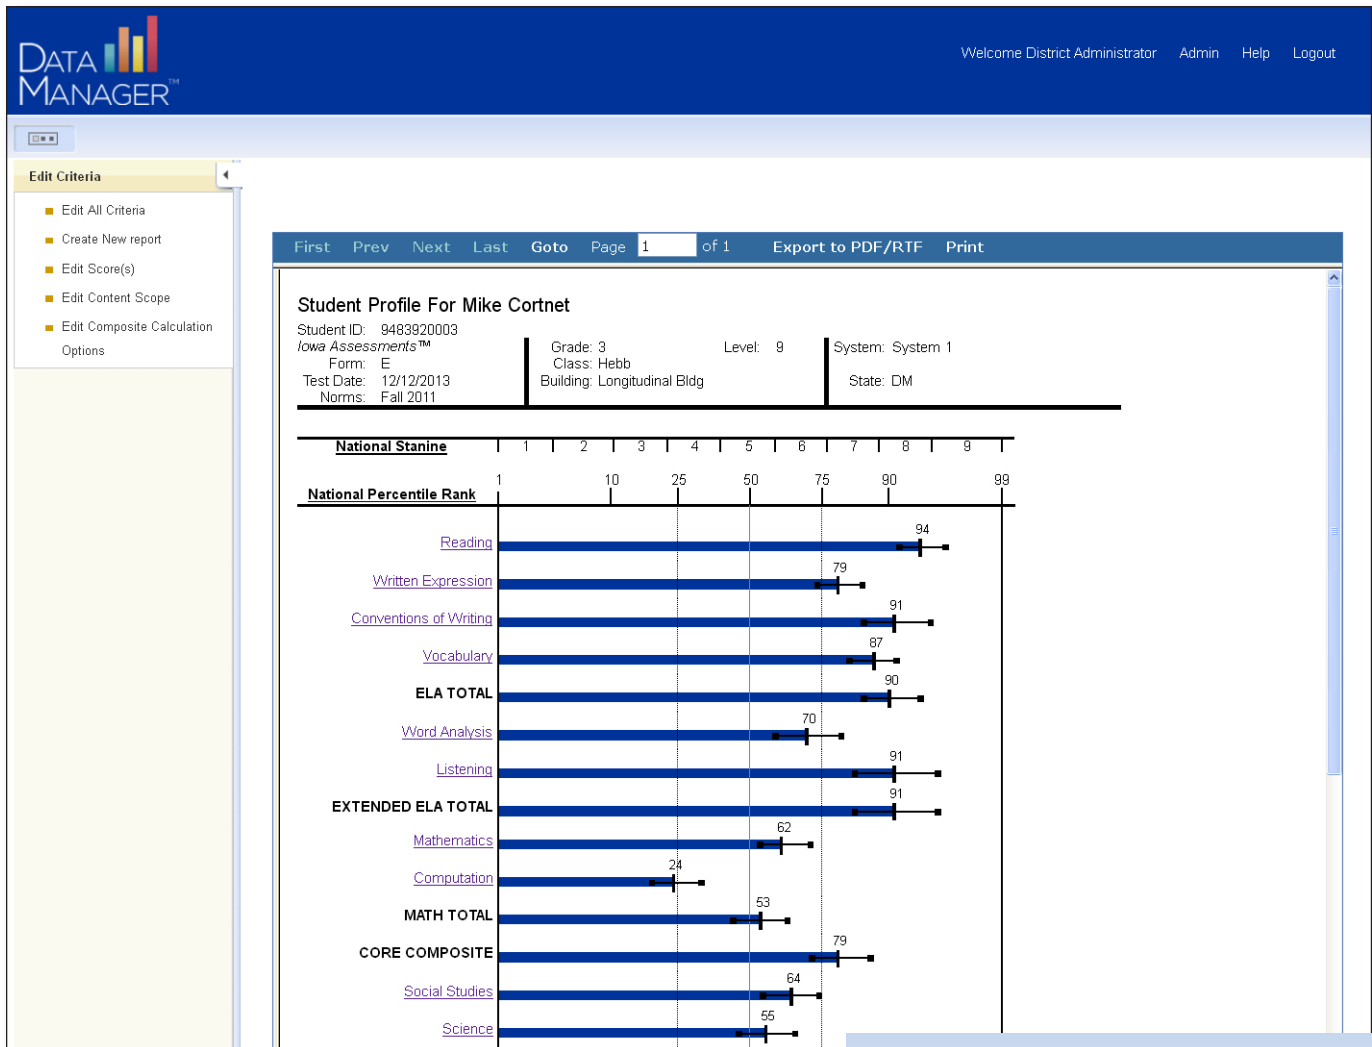 DATA
MANAGER™
Welcome District Administrator Admin Help Logout
Edit Criteria
Edit All Criteria
Create New report
Edit Score(s)
Edit Content Scope
Edit Composite Calculation
Options
First Prev Next Last Goto Page 1 of 1 Export to PDF/RTF Print
Student Profile For Mike Cortnet
Student ID: 9483920003
Iowa Assessments™
Form: E
Test Date: 12/12/2013
Norms: Fall 2011
Grade: 3
Class: Hebb
Building: Longitudinal Bldg
Level: 9
System: System 1
State: DM
National Stanine 1 2 3 4 5 6 7 8 9
National Percentile Rank 1 10 25 50 75 90 99
Reading 94
Written Expression 79
Conventions of Writing 91
Vocabulary 87
ELA TOTAL 90
Word Analysis 70
Listening 91
EXTENDED ELA TOTAL 91
Mathematics 62
Computation 24
MATH TOTAL 53
CORE COMPOSITE 79
Social Studies 64
Science 55